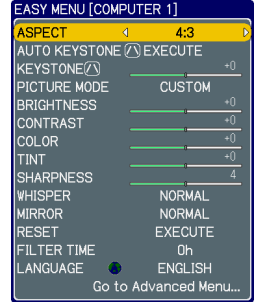 EASY MENU [COMPUTER 1]
ASPECT 4:3
AUTO KEYSTONE EXECUTE
KEYSTONE +0
PICTURE MODE CUSTOM
BRIGHTNESS +0
CONTRAST +0
COLOR +0
TINT +0
SHARPNESS 4
WHISPER NORMAL
MIRROR NORMAL
RESET EXECUTE
FILTER TIME 0h
LANGUAGE ENGLISH
Go to Advanced Menu...